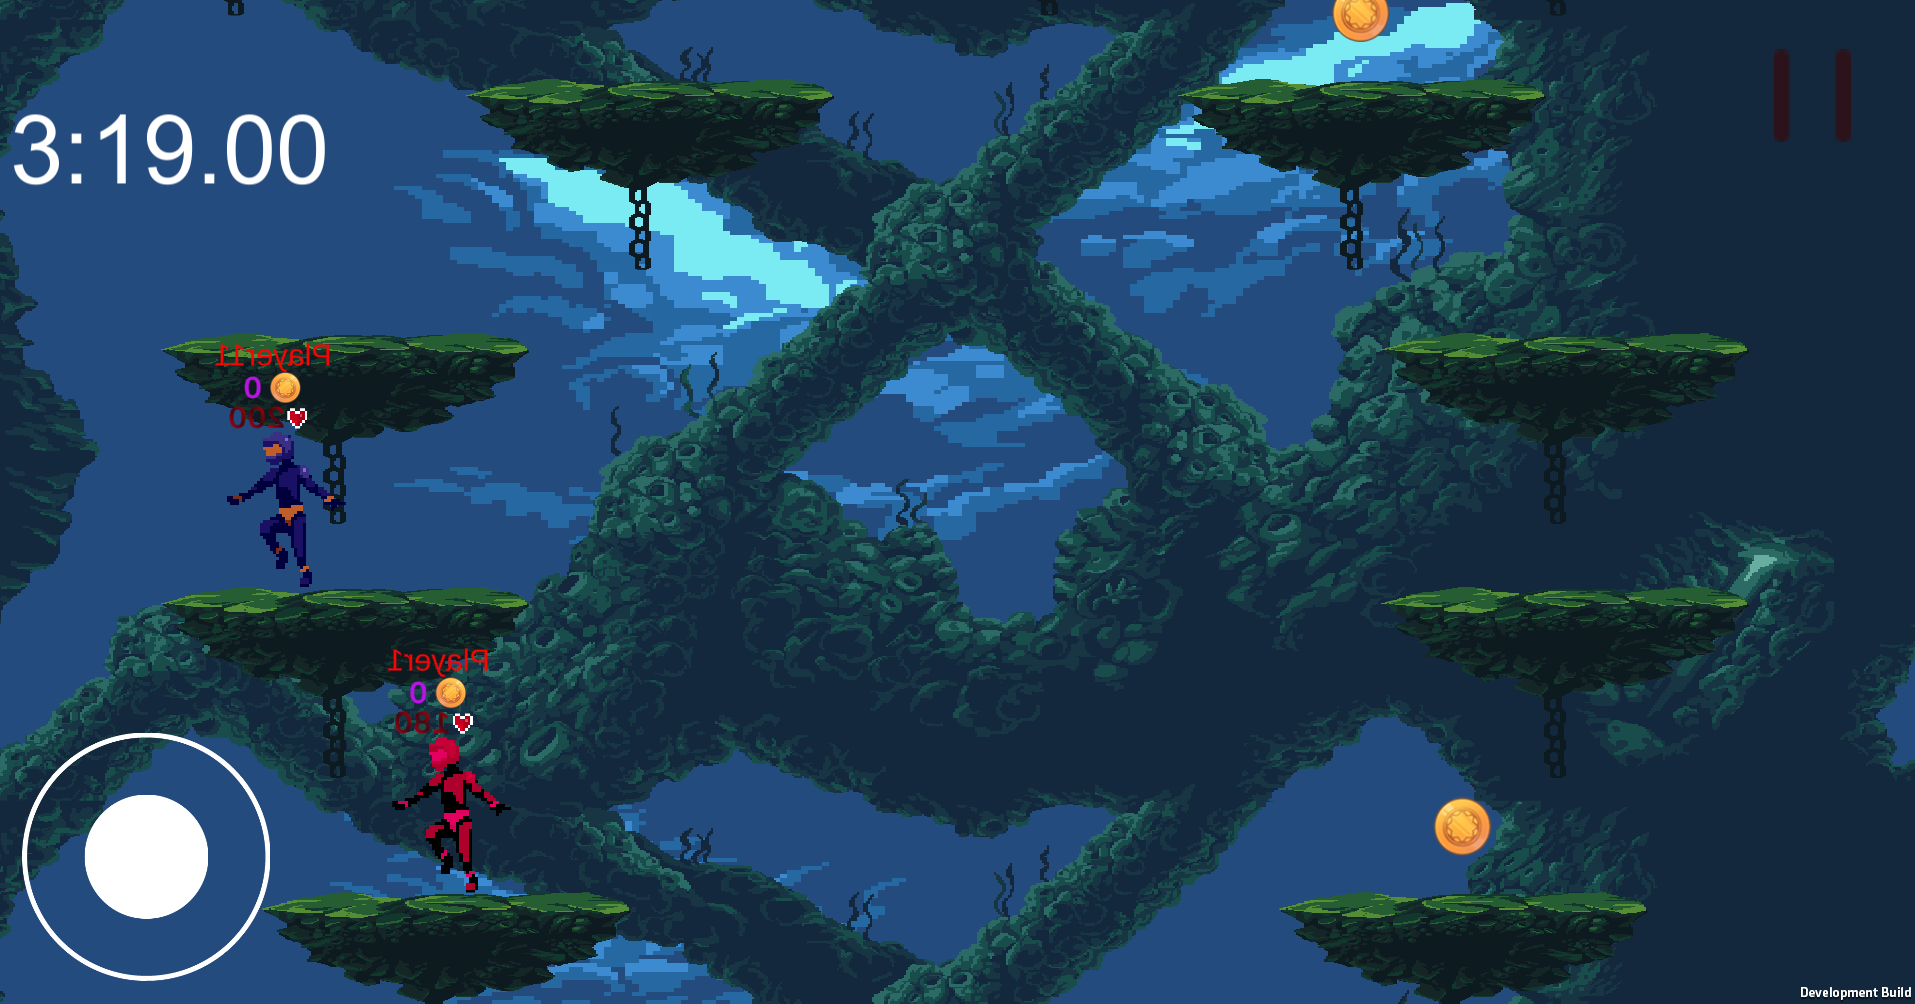 3:19.00
Player11
0
200
Player1
0
180
Development Build